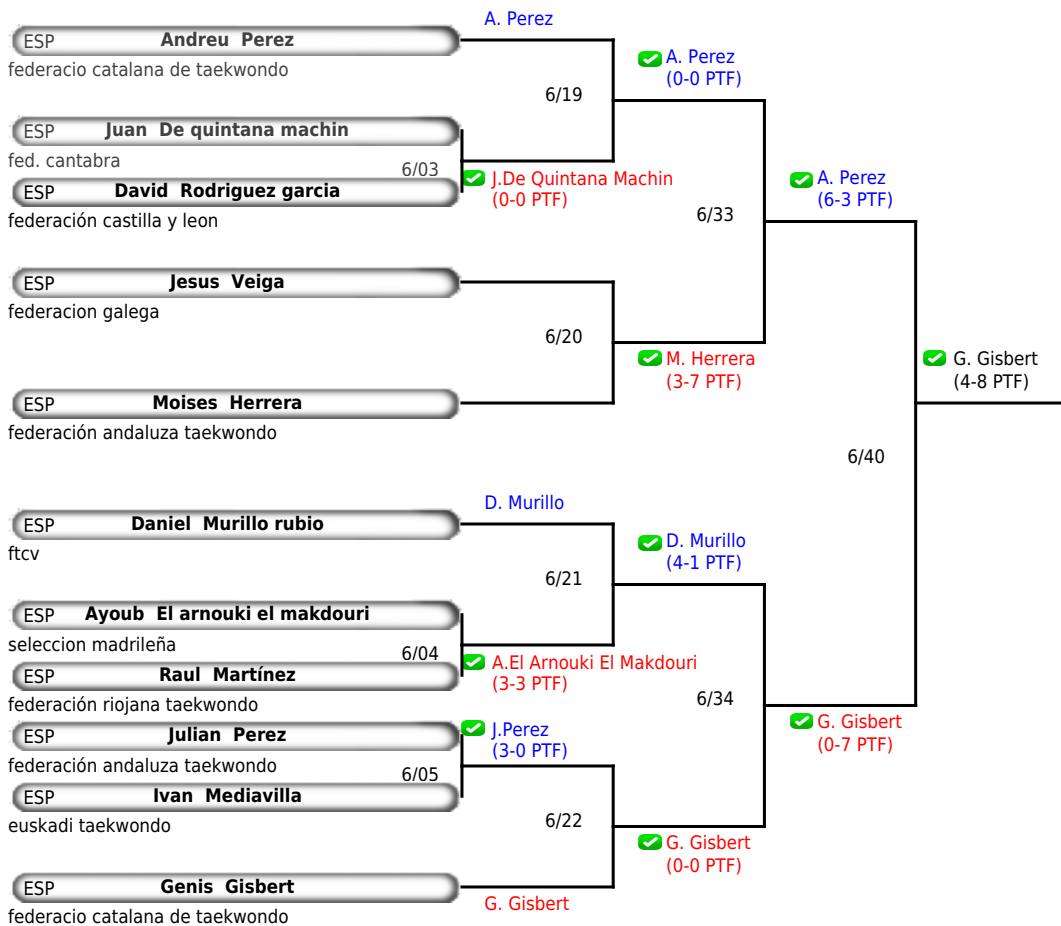 A. Perez
ESP Andreu Perez
federacio catalana de taekwondo
A. Perez
(0-0 PTF)
6/19
ESP Juan De quintana machin
fed. cantabra
6/03
J.De Quintana Machin
(0-0 PTF)
ESP David Rodriguez garcia
federación castilla y leon
A. Perez
(6-3 PTF)
6/33
ESP Jesus Veiga
federacion galega
6/20
M. Herrera
(3-7 PTF)
ESP Moises Herrera
federación andaluza taekwondo
G. Gisbert
(4-8 PTF)
6/40
D. Murillo
ESP Daniel Murillo rubio
ftcv
D. Murillo
(4-1 PTF)
6/21
ESP Ayoub El arnouki el makdouri
seleccion madrileña
6/04
A.El Arnouki El Makdouri
(3-3 PTF)
ESP Raul Martínez
federación riojana taekwondo
6/34
G. Gisbert
(0-7 PTF)
J.Perez
(3-0 PTF)
ESP Julian Perez
federación andaluza taekwondo
6/05
ESP Ivan Mediavilla
euskadi taekwondo
6/22
G. Gisbert
(0-0 PTF)
ESP Genis Gisbert
federacio catalana de taekwondo
G. Gisbert